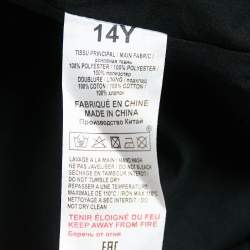 14Y
TISSU PRINCIPAL / MAIN FABRIC /
основная ткань
100% POLYESTER / 100% POLYESTER
100% полиэстер
DOUBLURE / LINING / подклад
100% COTON / 100% COTTON /
100% хлопок
FABRIQUÉ EN CHINE
MADE IN CHINA
Производство Китай
LAVAGE A LA MAIN / HAND WASH
NE PAS JAVELLISER / DO NOT BLEACH
SECHAGE EN TAMBOUR INTERDIT
DO NOT TUMBLE DRY
REPASSER A UNE TEMPERATURE
MAXIMALE DE 110°C / IRON 110°C MAX
NETTOYAGE A SEC INTERDIT
DO NOT DRY CLEAN
TENIR ÉLOIGNÉ DU FEU
KEEP AWAY FROM FIRE
Беречь от огня
EAC